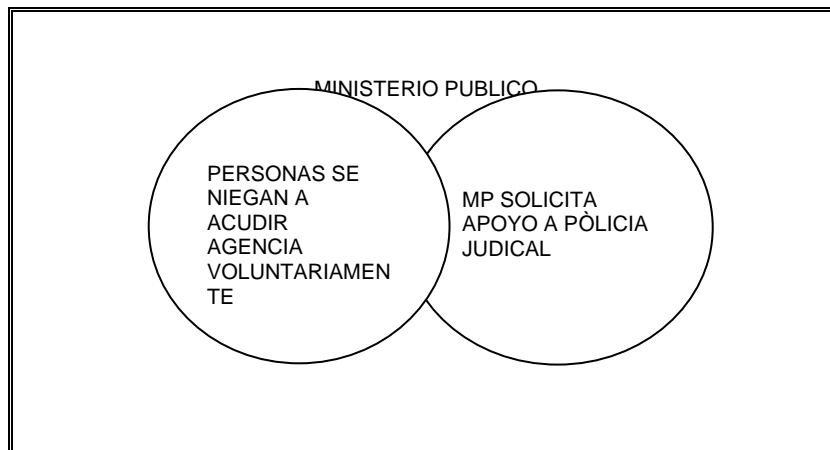 MINISTERIO PUBLICO
PERSONAS SE
NIEGAN A
ACUDIR
AGENCIA
VOLUNTARIAMEN
TE
MP SOLICITA
APOYO A PÒLICIA
JUDICAL